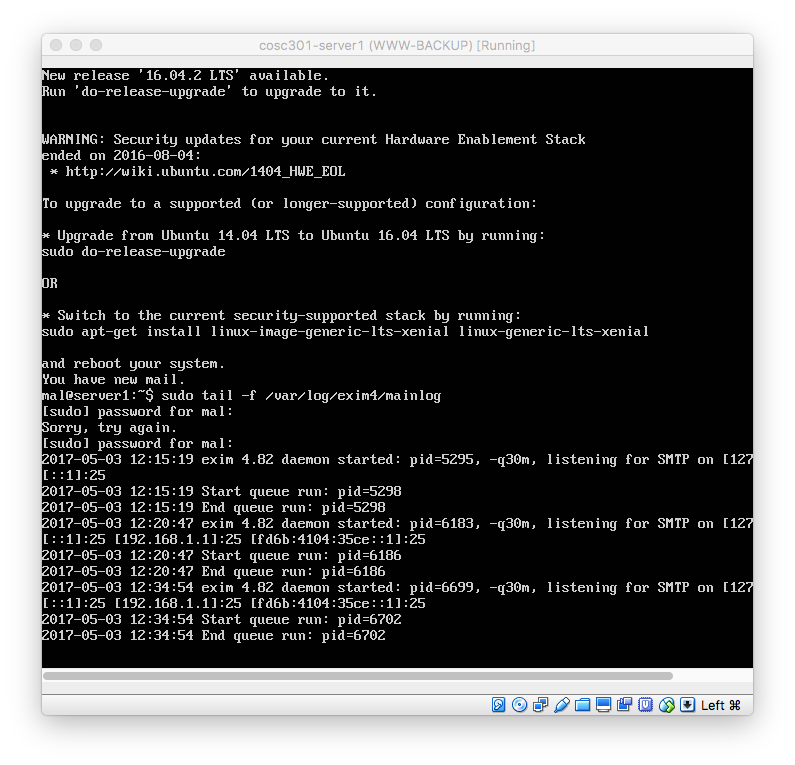 cosc301-server1 (WWW-BACKUP) [Running]
New release '16.04.2 LTS' available.
Run 'do-release-upgrade' to upgrade to it.
WARNING: Security updates for your current Hardware Enablement Stack
ended on 2016-08-04:
* http://wiki.ubuntu.com/1404_HWE_EOL
To upgrade to a supported (or longer-supported) configuration:
* Upgrade from Ubuntu 14.04 LTS to Ubuntu 16.04 LTS by running:
sudo do-release-upgrade
OR
* Switch to the current security-supported stack by running:
sudo apt-get install linux-image-generic-lts-xenial linux-generic-lts-xenial
and reboot your system.
You have new mail.
mal@server1:~$ sudo tail -f /var/log/exim4/mainlog
[sudo] password for mal:
Sorry, try again.
[sudo] password for mal:
2017-05-03 12:15:19 exim 4.82 daemon started: pid=5295, -q30m, listening for SMTP on [127
[::1]:25
2017-05-03 12:15:19 Start queue run: pid=5298
2017-05-03 12:15:19 End queue run: pid=5298
2017-05-03 12:20:47 exim 4.82 daemon started: pid=6183, -q30m, listening for SMTP on [127
[::1]:25 [192.168.1.1]:25 [fd6b:4104:35ce::1]:25
2017-05-03 12:20:47 Start queue run: pid=6186
2017-05-03 12:20:47 End queue run: pid=6186
2017-05-03 12:34:54 exim 4.82 daemon started: pid=6699, -q30m, listening for SMTP on [127
[::1]:25 [192.168.1.1]:25 [fd6b:4104:35ce::1]:25
2017-05-03 12:34:54 Start queue run: pid=6702
2017-05-03 12:34:54 End queue run: pid=6702
Left ⌘